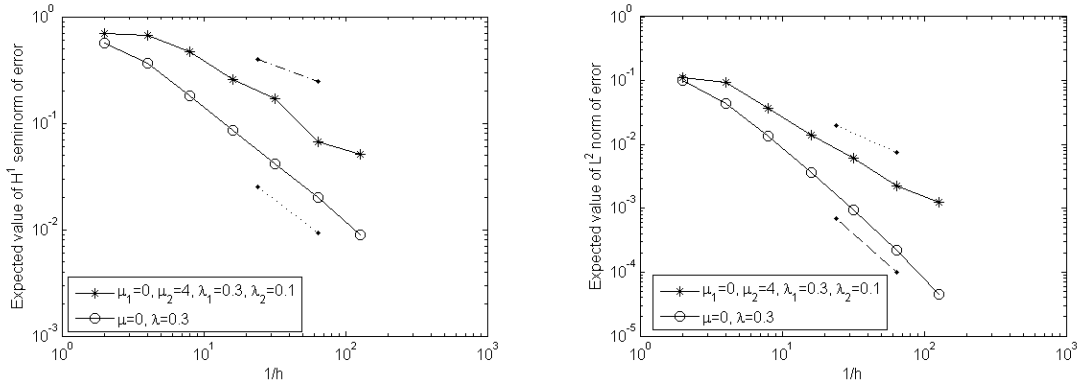 Expected value of H^1 seminorm of error
10^0
10^-1
10^-2
10^-3
μ_1=0, μ_2=4, λ_1=0.3, λ_2=0.1
μ=0, λ=0.3
10^0
10^1
10^2
10^3
1/h
Expected value of L^2 norm of error
10^0
10^-1
10^-2
10^-3
10^-4
10^-5
μ_1=0, μ_2=4, λ_1=0.3, λ_2=0.1
μ=0, λ=0.3
10^0
10^1
10^2
10^3
1/h